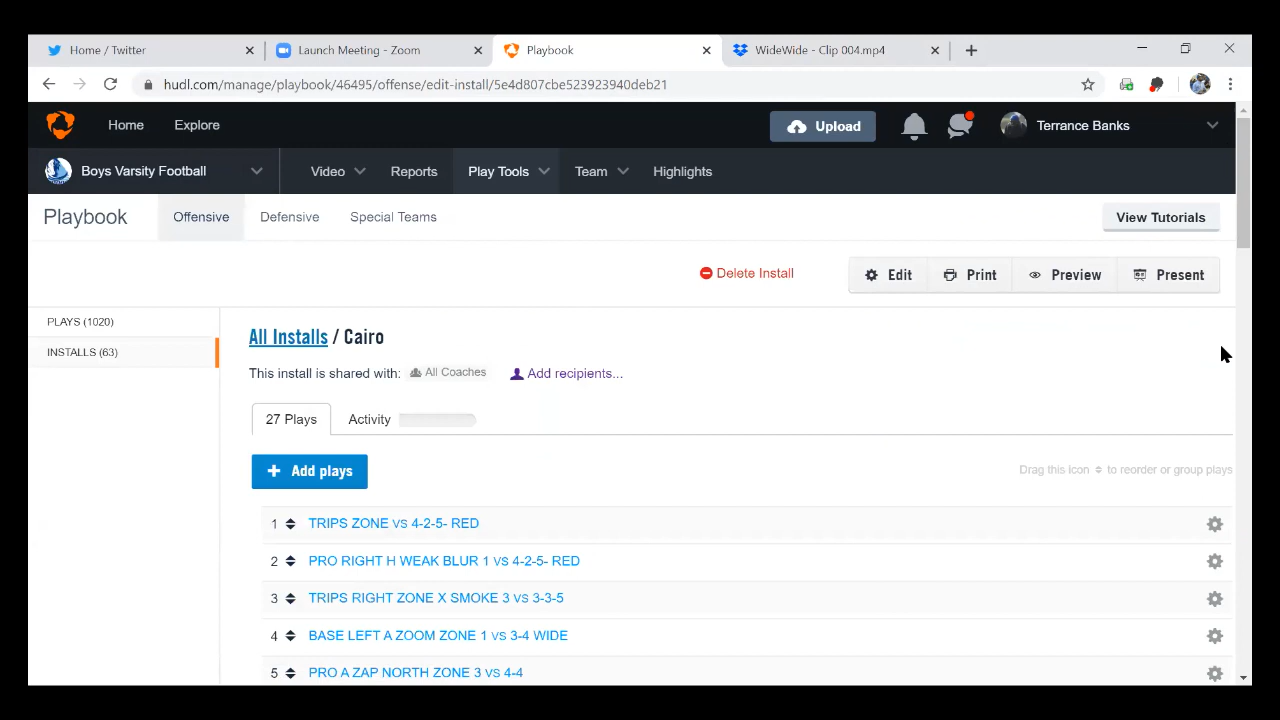 Home / Twitter
Launch Meeting - Zoom
Playbook
WideWide - Clip 004.mp4
hudl.com/manage/playbook/46495/offense/edit-install/5e4d807cbe523923940deb21
Home Explore Upload Terrance Banks
Boys Varsity Football Video Reports Play Tools Team Highlights
Playbook Offensive Defensive Special Teams View Tutorials
Delete Install Edit Print Preview Present
PLAYS (1020)
INSTALLS (63)
All Installs / Cairo
This install is shared with: All Coaches Add recipients...
27 Plays Activity
+ Add plays
Drag this icon to reorder or group plays
1 TRIPS ZONE VS 4-2-5- RED
2 PRO RIGHT H WEAK BLUR 1 VS 4-2-5- RED
3 TRIPS RIGHT ZONE X SMOKE 3 VS 3-3-5
4 BASE LEFT A ZOOM ZONE 1 VS 3-4 WIDE
5 PRO A ZAP NORTH ZONE 3 VS 4-4